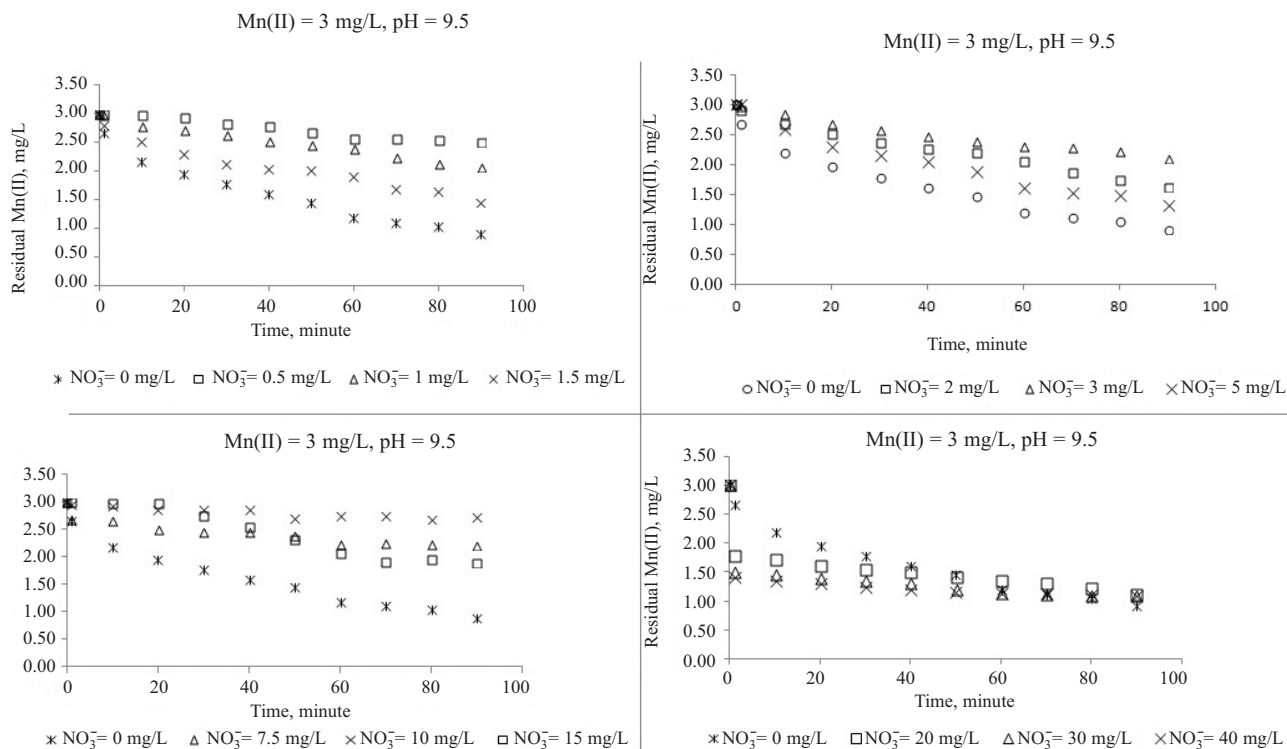 Mn(II) = 3 mg/L, pH = 9.5
Residual Mn(II), mg/L
3.50
3.00
2.50
2.00
1.50
1.00
0.50
0.00
0 20 40 60 80 100
Time, minute
NO₃⁻= 0 mg/L NO₃⁻= 0.5 mg/L NO₃⁻= 1 mg/L NO₃⁻= 1.5 mg/L
Mn(II) = 3 mg/L, pH = 9.5
Residual Mn(II), mg/L
3.50
3.00
2.50
2.00
1.50
1.00
0.50
0.00
0 20 40 60 80 100
Time, minute
NO₃⁻= 0 mg/L NO₃⁻= 2 mg/L NO₃⁻= 3 mg/L NO₃⁻= 5 mg/L
Mn(II) = 3 mg/L, pH = 9.5
Residual Mn(II), mg/L
3.50
3.00
2.50
2.00
1.50
1.00
0.50
0.00
0 20 40 60 80 100
Time, minute
NO₃⁻= 0 mg/L NO₃⁻= 7.5 mg/L NO₃⁻= 10 mg/L NO₃⁻= 15 mg/L
Mn(II) = 3 mg/L, pH = 9.5
Residual Mn(II), mg/L
3.50
3.00
2.50
2.00
1.50
1.00
0.50
0.00
0 20 40 60 80 100
Time, minute
NO₃⁻= 0 mg/L NO₃⁻= 20 mg/L NO₃⁻= 30 mg/L NO₃⁻= 40 mg/L